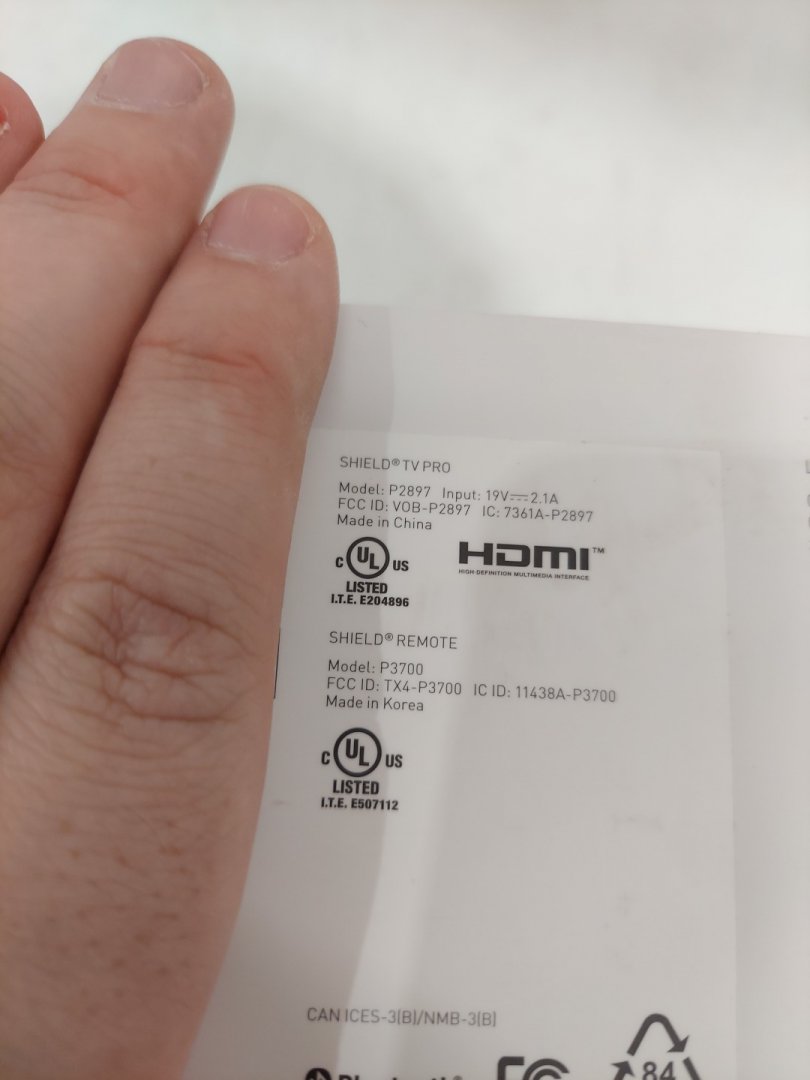 SHIELD® TV PRO
Model: P2897 Input: 19V⎓2.1A
FCC ID: VOB-P2897 IC: 7361A-P2897
Made in China
C UL US
LISTED
I.T.E. E204896
HDMI™
HIGH-DEFINITION MULTIMEDIA INTERFACE
SHIELD® REMOTE
Model: P3700
FCC ID: TX4-P3700 IC ID: 11438A-P3700
Made in Korea
C UL US
LISTED
I.T.E. E507112
CAN ICES-3(B)/NMB-3(B)
Bluetooth®
FC
84